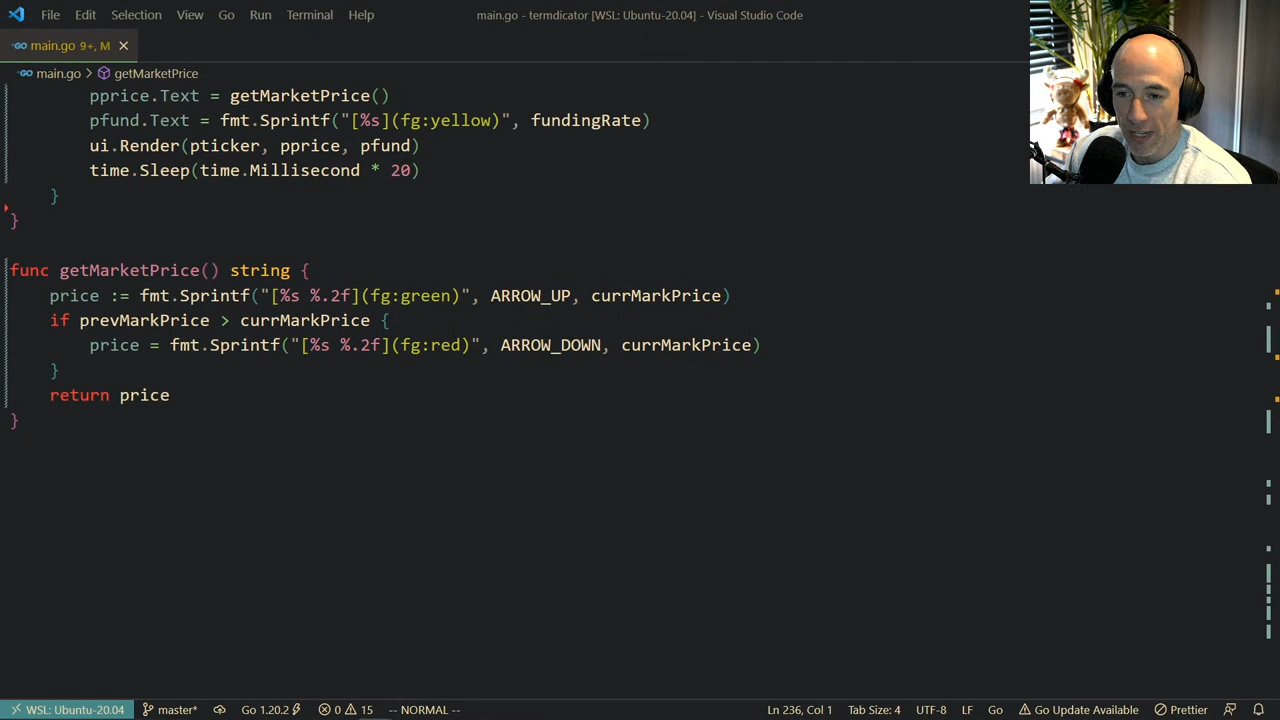 File Edit Selection View Go Run Terminal Help main.go - termdicator [WSL: Ubuntu-20.04] - Visual Studio Code
main.go 9+, M
main.go > getMarketPrice
pprice.Text = getMarketPrice()
pfund.Text = fmt.Sprintf("[%s](fg:yellow)", fundingRate)
ui.Render(pticker, pprice, pfund)
time.Sleep(time.Millisecond * 20)
}
}
func getMarketPrice() string {
price := fmt.Sprintf("[%s %.2f](fg:green)", ARROW_UP, currMarkPrice)
if prevMarkPrice > currMarkPrice {
price = fmt.Sprintf("[%s %.2f](fg:red)", ARROW_DOWN, currMarkPrice)
}
return price
}
WSL: Ubuntu-20.04 master* Go 1.20.2 0 15 -- NORMAL -- Ln 236, Col 1 Tab Size: 4 UTF-8 LF Go Go Update Available Prettier